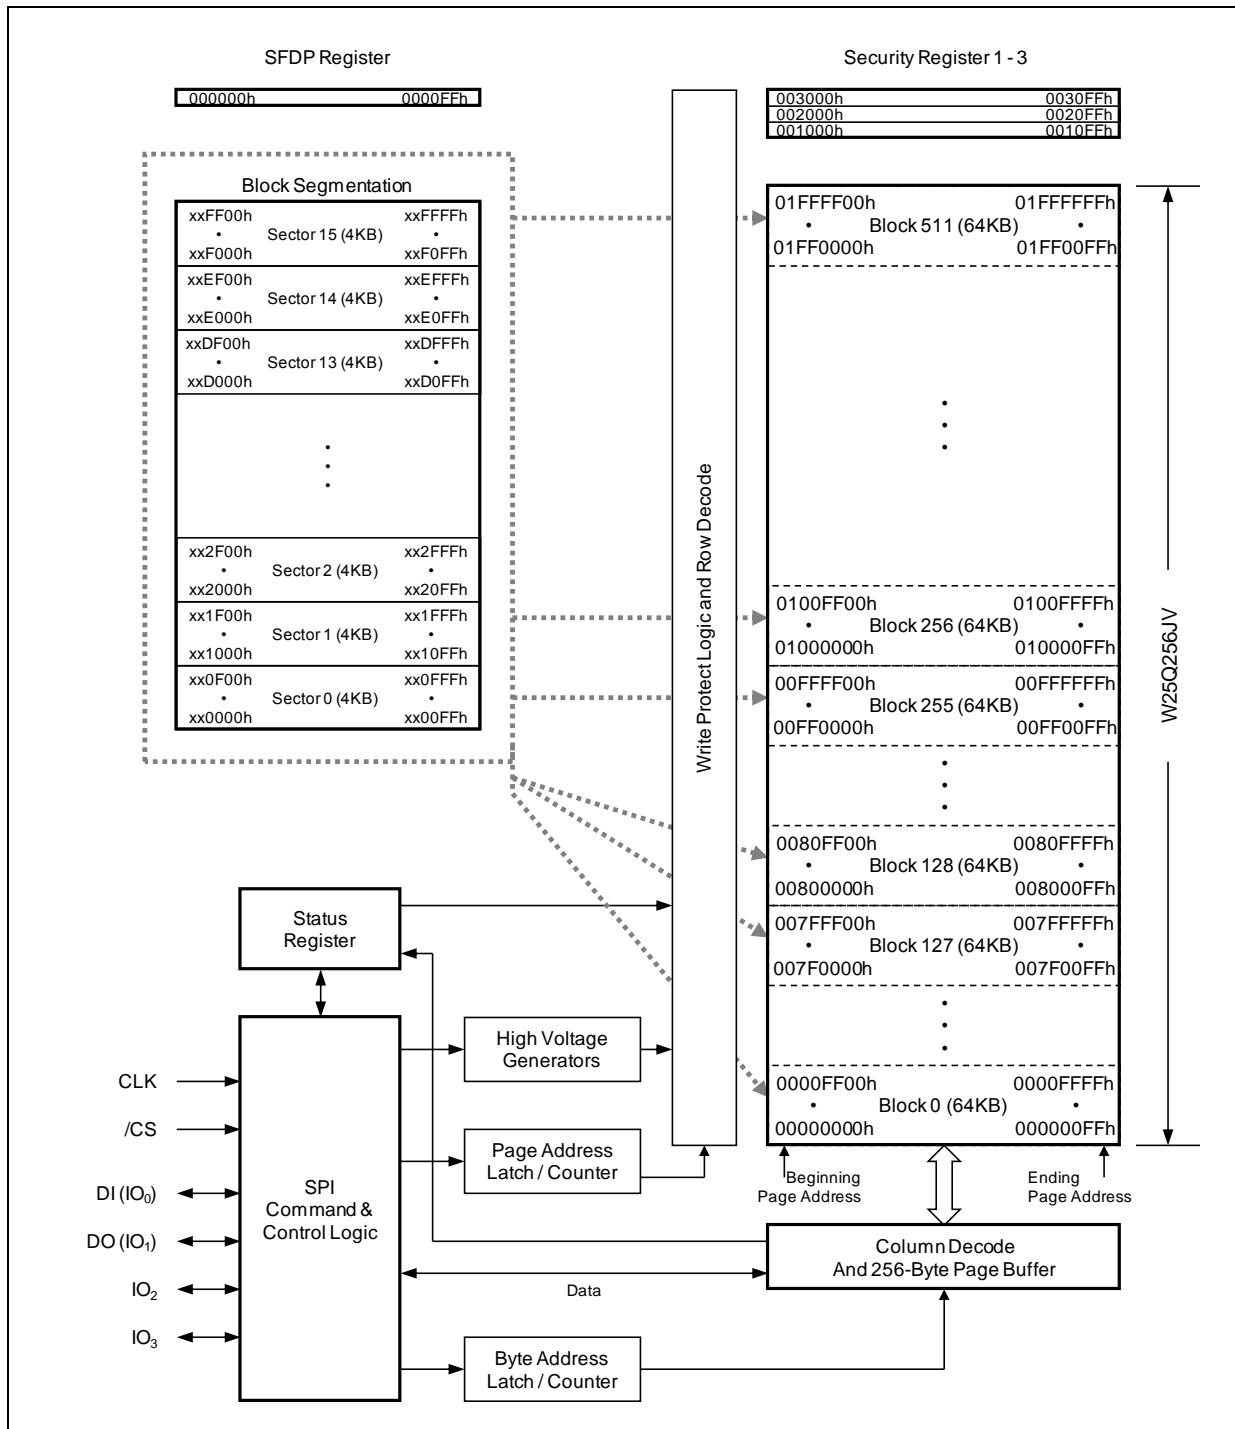 SFDP Register
000000h 0000FFh
Security Register 1 - 3
003000h 0030FFh
002000h 0020FFh
001000h 0010FFh
Block Segmentation
xxFF00h xxFFFFh
• Sector 15 (4KB) •
xxF000h xxF0FFh
xxEF00h xxEFFFh
• Sector 14 (4KB) •
xxE000h xxE0FFh
xxDF00h xxDFFFh
• Sector 13 (4KB) •
xxD000h xxD0FFh
xx2F00h xx2FFFh
• Sector 2 (4KB) •
xx2000h xx20FFh
xx1F00h xx1FFFh
• Sector 1 (4KB) •
xx1000h xx10FFh
xx0F00h xx0FFFh
• Sector 0 (4KB) •
xx0000h xx00FFh
Write Protect Logic and Row Decode
01FFFF00h 01FFFFFFh
• Block 511 (64KB) •
01FF0000h 01FF00FFh
0100FF00h 0100FFFFh
• Block 256 (64KB) •
01000000h 010000FFh
00FFFF00h 00FFFFFFh
• Block 255 (64KB) •
00FF0000h 00FF00FFh
0080FF00h 0080FFFFh
• Block 128 (64KB) •
00800000h 008000FFh
007FFF00h 007FFFFFh
• Block 127 (64KB) •
007F0000h 007F00FFh
0000FF00h 0000FFFFh
• Block 0 (64KB) •
00000000h 000000FFh
W25Q256JV
Beginning
Page Address
Ending
Page Address
Status
Register
High Voltage
Generators
Page Address
Latch / Counter
CLK
/CS
DI (IO₀)
DO (IO₁)
IO₂
IO₃
SPI
Command &
Control Logic
Column Decode
And 256-Byte Page Buffer
Data
Byte Address
Latch / Counter